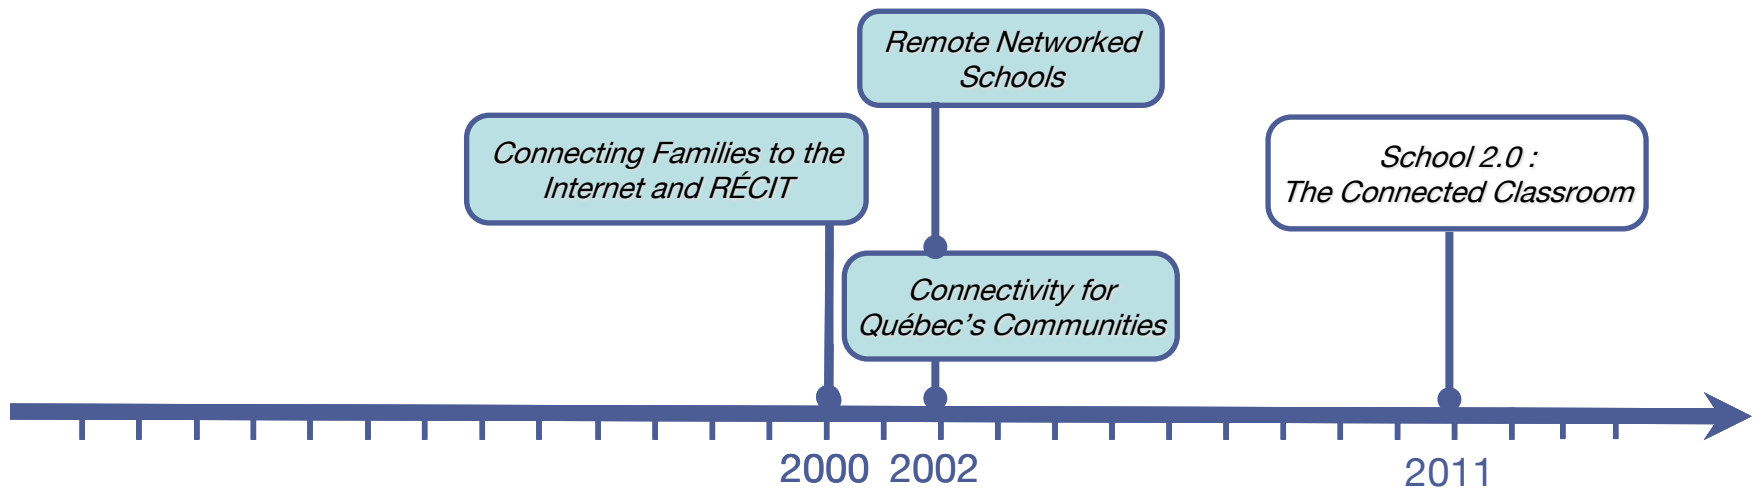 Remote Networked
Schools
Connecting Families to the
Internet and RÉCIT
School 2.0 :
The Connected Classroom
Connectivity for
Québec’s Communities
2000
2002
2011